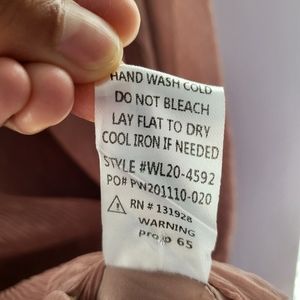 HAND WASH COLD
DO NOT BLEACH
LAY FLAT TO DRY
COOL IRON IF NEEDED
STYLE #WL20-4592
PO# PW201110-020
RN # 131928
WARNING
prop 65